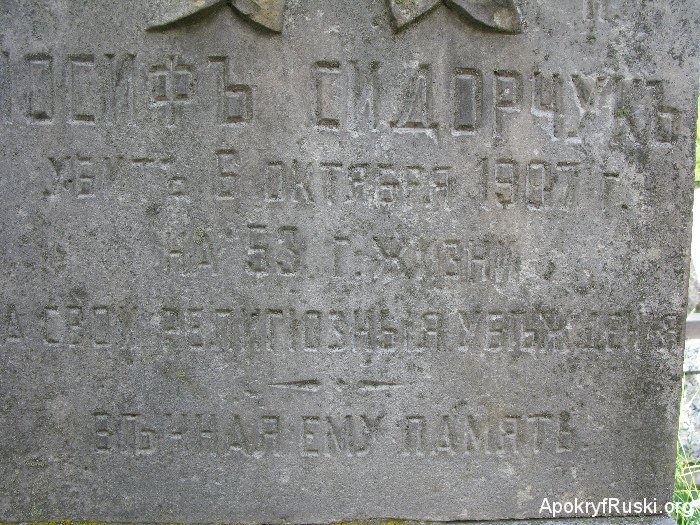 ІОСИФЪ СИДОРЧУКЪ
УБИТЪ 6 ОКТЯБРЯ 1907 Г.
НА 53. Г. ЖИЗНИ
ЗА СВОИ РЕЛИГІОЗНЫЯ УБѢЖДЕНІЯ
ВѢЧНАЯ ЕМУ ПАМЯТЬ.
ApokryfRuski.org